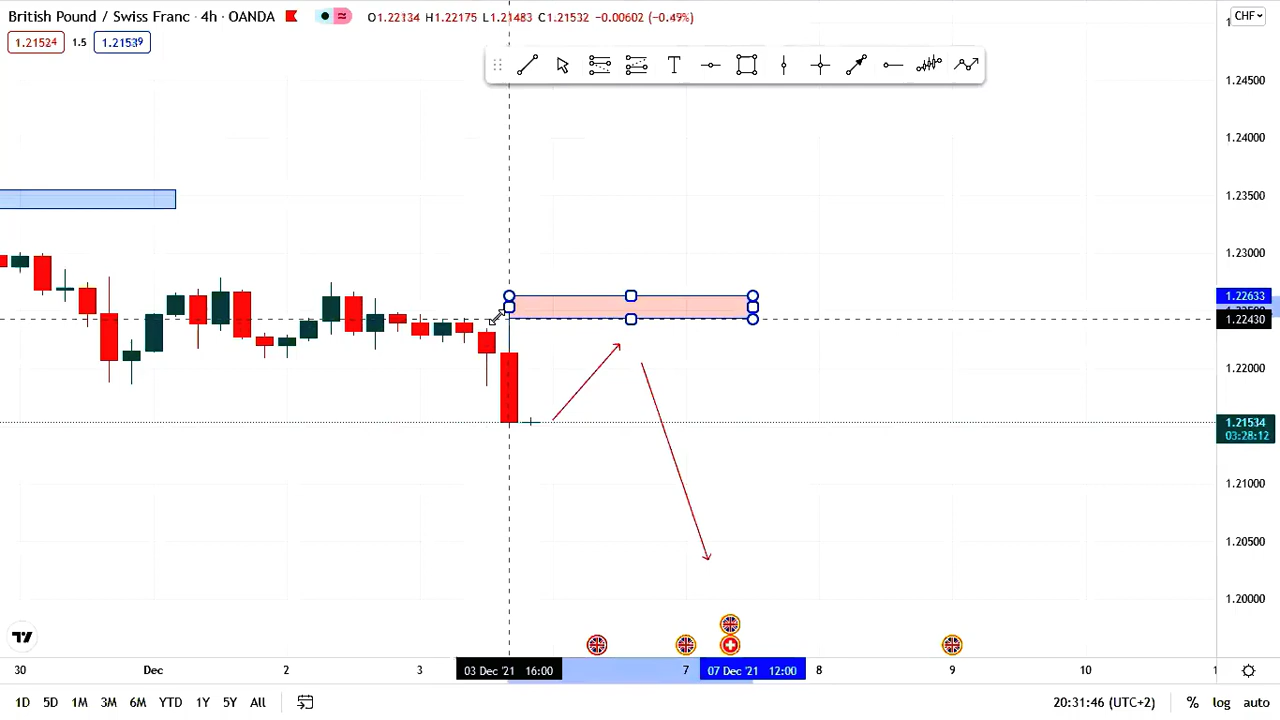 British Pound / Swiss Franc · 4h · OANDA O1.22134 H1.22175 L1.21483 C1.21532 −0.00602 (−0.49%) CHF
1.21524 1.5 1.21539
T
1.24500
1.24000
1.23500
1.23000
1.22633
1.22430
1.22000
1.21534
03:28:12
1.21000
1.20500
1.20000
30 Dec 2 3 03 Dec '21 16:00 7 07 Dec '21 12:00 8 9 10 1
1D 5D 1M 3M 6M YTD 1Y 5Y All 20:31:46 (UTC+2) % log auto